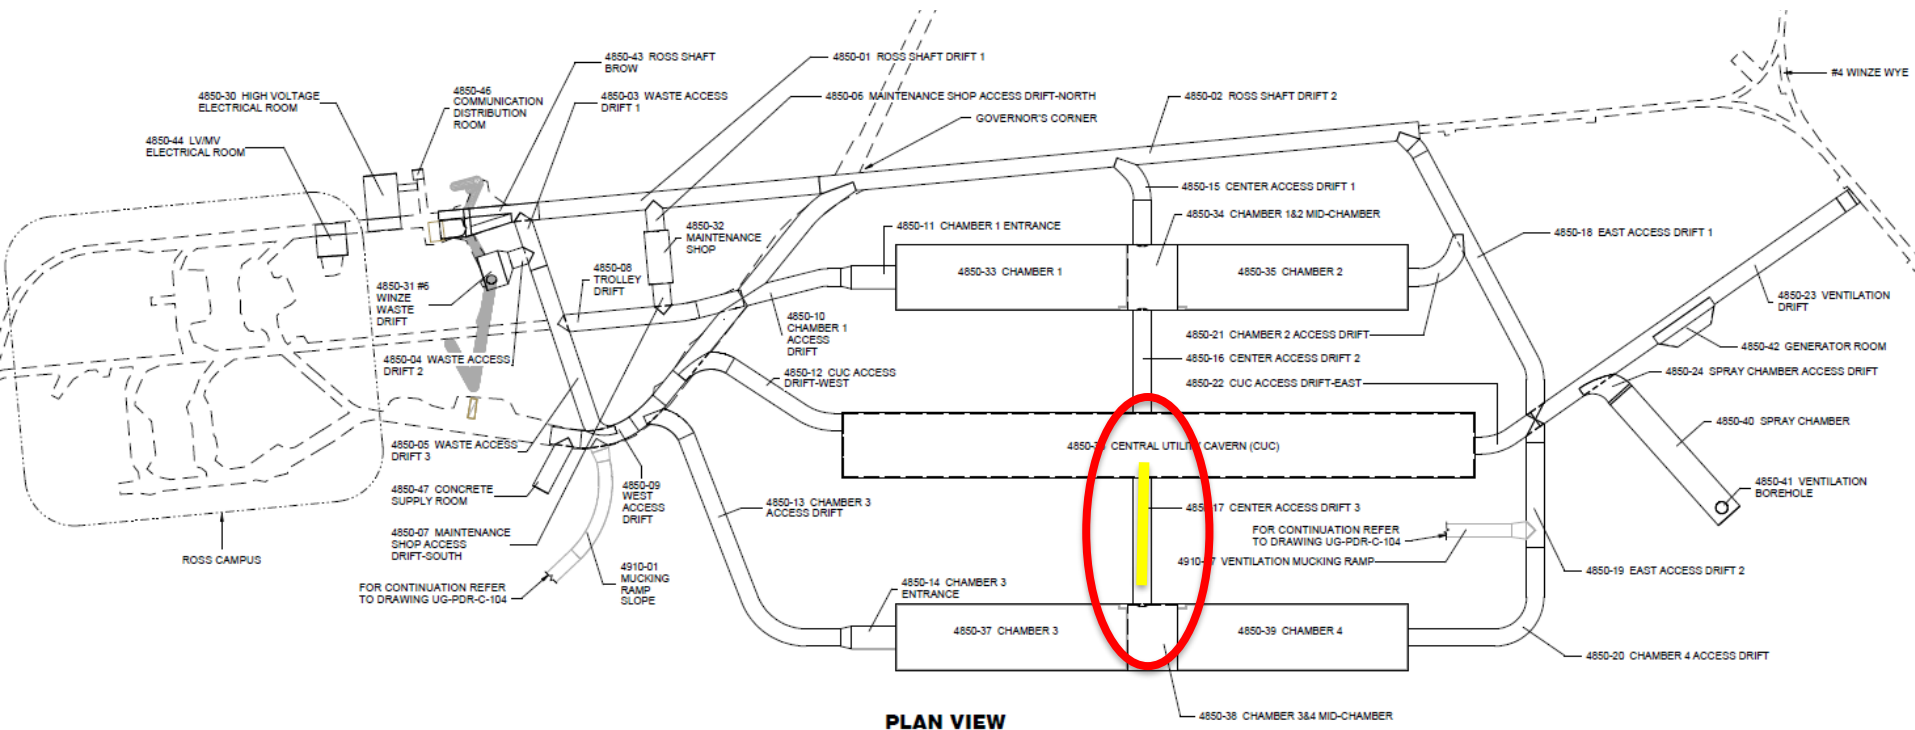 4850-43 ROSS SHAFT
BROW
4850-01 ROSS SHAFT DRIFT 1
#4 WINZE WYE
4850-30 HIGH VOLTAGE
ELECTRICAL ROOM
4850-46
COMMUNICATION
DISTRIBUTION
ROOM
4850-03 WASTE ACCESS
DRIFT 1
4850-06 MAINTENANCE SHOP ACCESS DRIFT-NORTH
4850-02 ROSS SHAFT DRIFT 2
GOVERNOR'S CORNER
4850-44 LV/MV
ELECTRICAL ROOM
4850-15 CENTER ACCESS DRIFT 1
4850-34 CHAMBER 1&2 MID-CHAMBER
4850-11 CHAMBER 1 ENTRANCE
4850-32
MAINTENANCE
SHOP
4850-18 EAST ACCESS DRIFT 1
4850-33 CHAMBER 1
4850-35 CHAMBER 2
4850-08
TROLLEY
DRIFT
4850-31 #6
WINZE
WASTE
DRIFT
4850-23 VENTILATION
DRIFT
4850-10
CHAMBER 1
ACCESS
DRIFT
4850-21 CHAMBER 2 ACCESS DRIFT
4850-42 GENERATOR ROOM
4850-04 WASTE ACCESS
DRIFT 2
4850-16 CENTER ACCESS DRIFT 2
4850-12 CUC ACCESS
DRIFT-WEST
4850-24 SPRAY CHAMBER ACCESS DRIFT
4850-22 CUC ACCESS DRIFT-EAST
4850-40 SPRAY CHAMBER
4850-05 WASTE ACCESS
DRIFT 3
CENTRAL UTILITY CAVERN (CUC)
4850-41 VENTILATION
BOREHOLE
4850-47 CONCRETE
SUPPLY ROOM
4850-09
WEST
ACCESS
DRIFT
4850-13 CHAMBER 3
ACCESS DRIFT
4850-17 CENTER ACCESS DRIFT 3
FOR CONTINUATION REFER
TO DRAWING UG-PDR-C-104
4850-07 MAINTENANCE
SHOP ACCESS
DRIFT-SOUTH
ROSS CAMPUS
VENTILATION MUCKING RAMP
4850-19 EAST ACCESS DRIFT 2
4910-01
MUCKING
RAMP
SLOPE
FOR CONTINUATION REFER
TO DRAWING UG-PDR-C-104
4850-14 CHAMBER 3
ENTRANCE
4850-37 CHAMBER 3
4850-39 CHAMBER 4
4850-20 CHAMBER 4 ACCESS DRIFT
4850-38 CHAMBER 3&4 MID-CHAMBER
PLAN VIEW